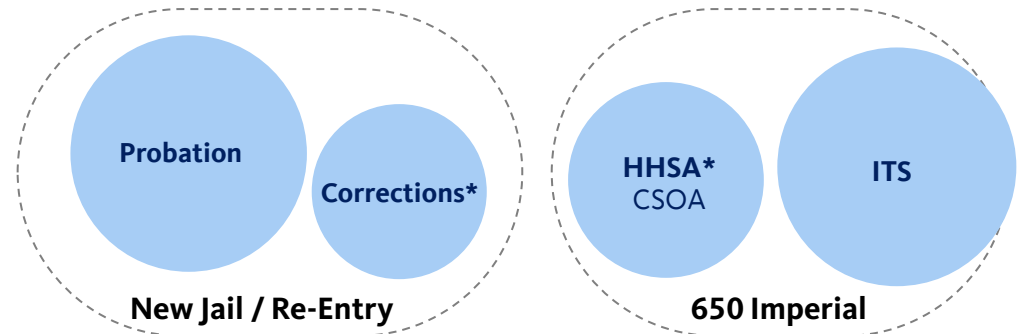 Probation
Corrections*
New Jail / Re-Entry
HHSA*
CSOA
ITS
650 Imperial